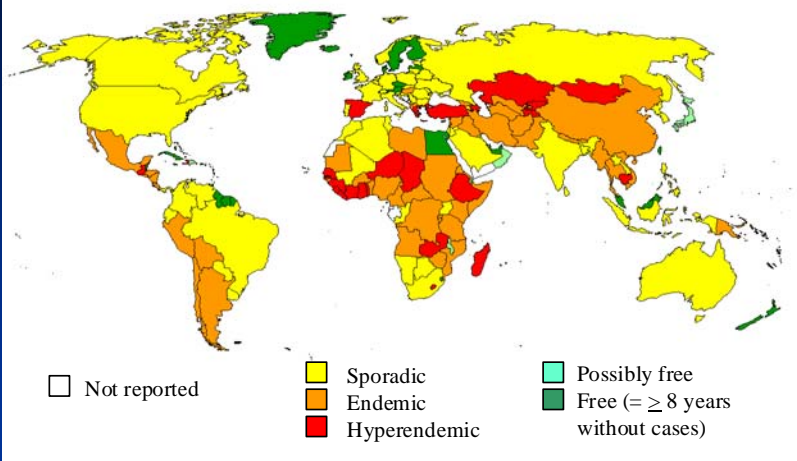 Not reported
Sporadic
Endemic
Hyperendemic
Possibly free
Free (= ≥ 8 years
without cases)